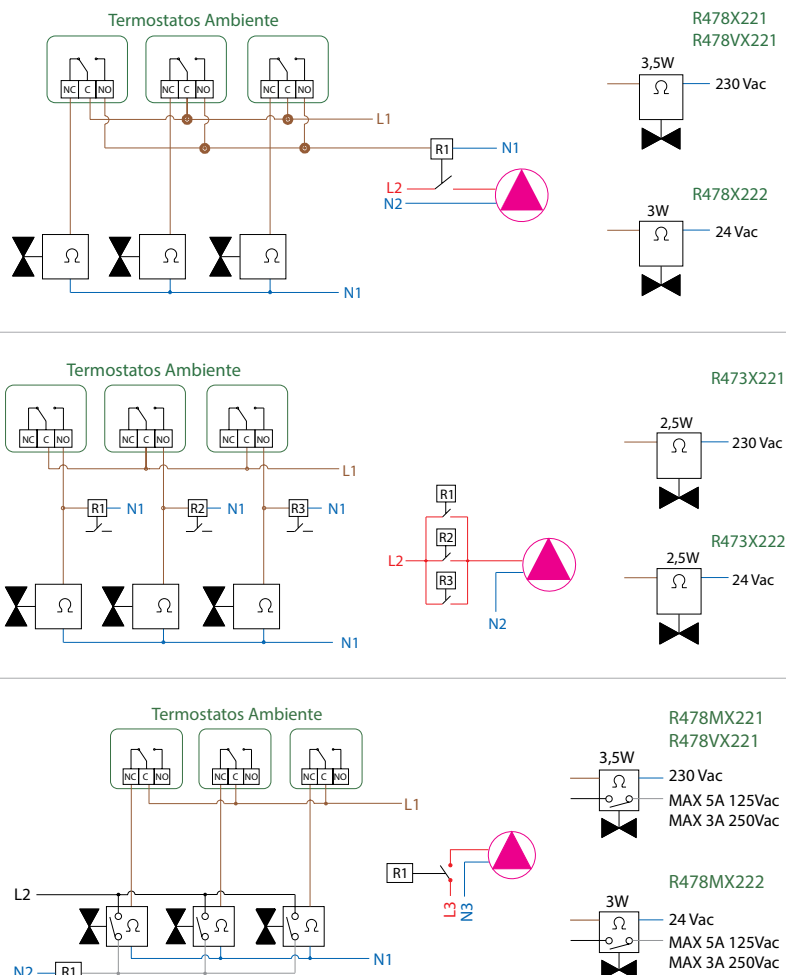 Termostatos Ambiente
NC C NO
NC C NO
NC C NO
L1
R1
N1
L2
N2
Ω
Ω
Ω
N1
R478X221
R478VX221
3,5W
Ω
230 Vac
R478X222
3W
Ω
24 Vac
Termostatos Ambiente
NC C NO
NC C NO
NC C NO
L1
R1
N1
R2
N1
R3
N1
Ω
Ω
Ω
N1
R1
R2
L2
R3
N2
R473X221
2,5W
Ω
230 Vac
R473X222
2,5W
Ω
24 Vac
Termostatos Ambiente
NC C NO
NC C NO
NC C NO
L1
L2
Ω
Ω
Ω
N1
N2
R1
R1
L3
N3
R478MX221
R478VX221
3,5W
Ω
230 Vac
MAX 5A 125Vac
MAX 3A 250Vac
R478MX222
3W
Ω
24 Vac
MAX 5A 125Vac
MAX 3A 250Vac